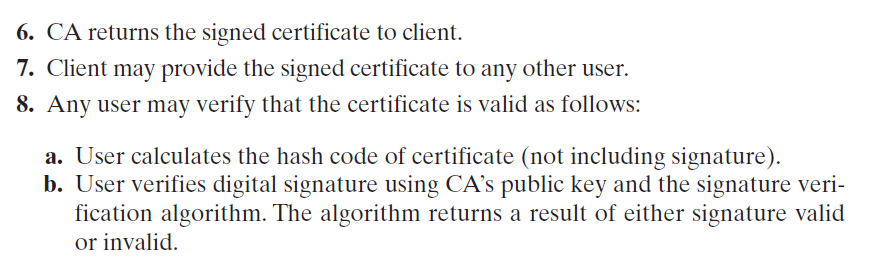 6. CA returns the signed certificate to client.
7. Client may provide the signed certificate to any other user.
8. Any user may verify that the certificate is valid as follows:
a. User calculates the hash code of certificate (not including signature).
b. User verifies digital signature using CA's public key and the signature veri-
fication algorithm. The algorithm returns a result of either signature valid
or invalid.